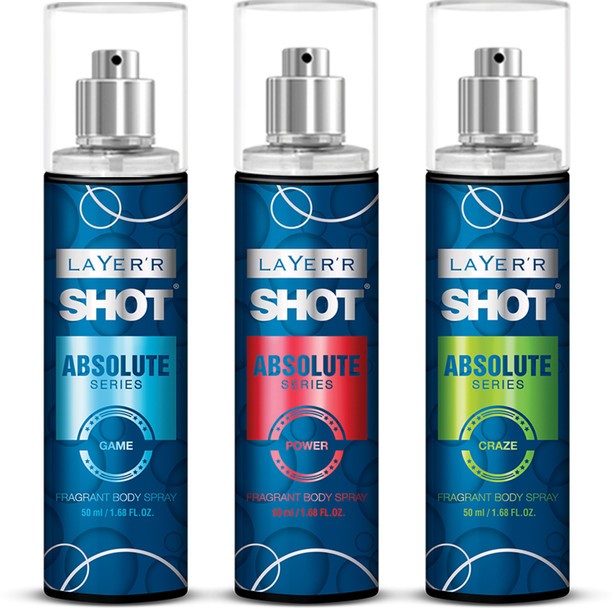 LAYER'R
SHOT®
ABSOLUTE
SERIES
GAME
FRAGRANT BODY SPRAY
50 ml / 1.68 FL.OZ.
LAYER'R
SHOT®
ABSOLUTE
SERIES
POWER
FRAGRANT BODY SPRAY
50 ml / 1.68 FL.OZ.
LAYER'R
SHOT®
ABSOLUTE
SERIES
CRAZE
FRAGRANT BODY SPRAY
50 ml / 1.68 FL.OZ.